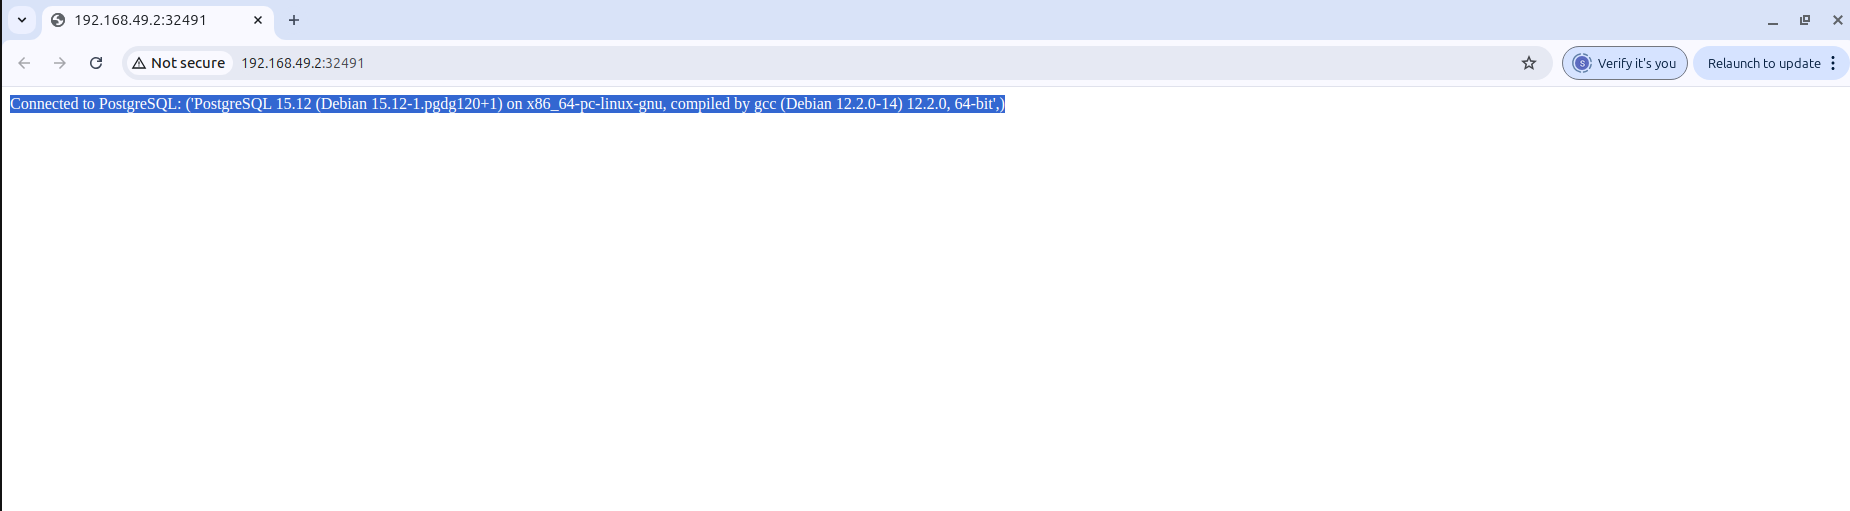 192.168.49.2:32491
Not secure 192.168.49.2:32491 Verify it's you Relaunch to update
Connected to PostgreSQL: ('PostgreSQL 15.12 (Debian 15.12-1.pgdg120+1) on x86_64-pc-linux-gnu, compiled by gcc (Debian 12.2.0-14) 12.2.0, 64-bit',)